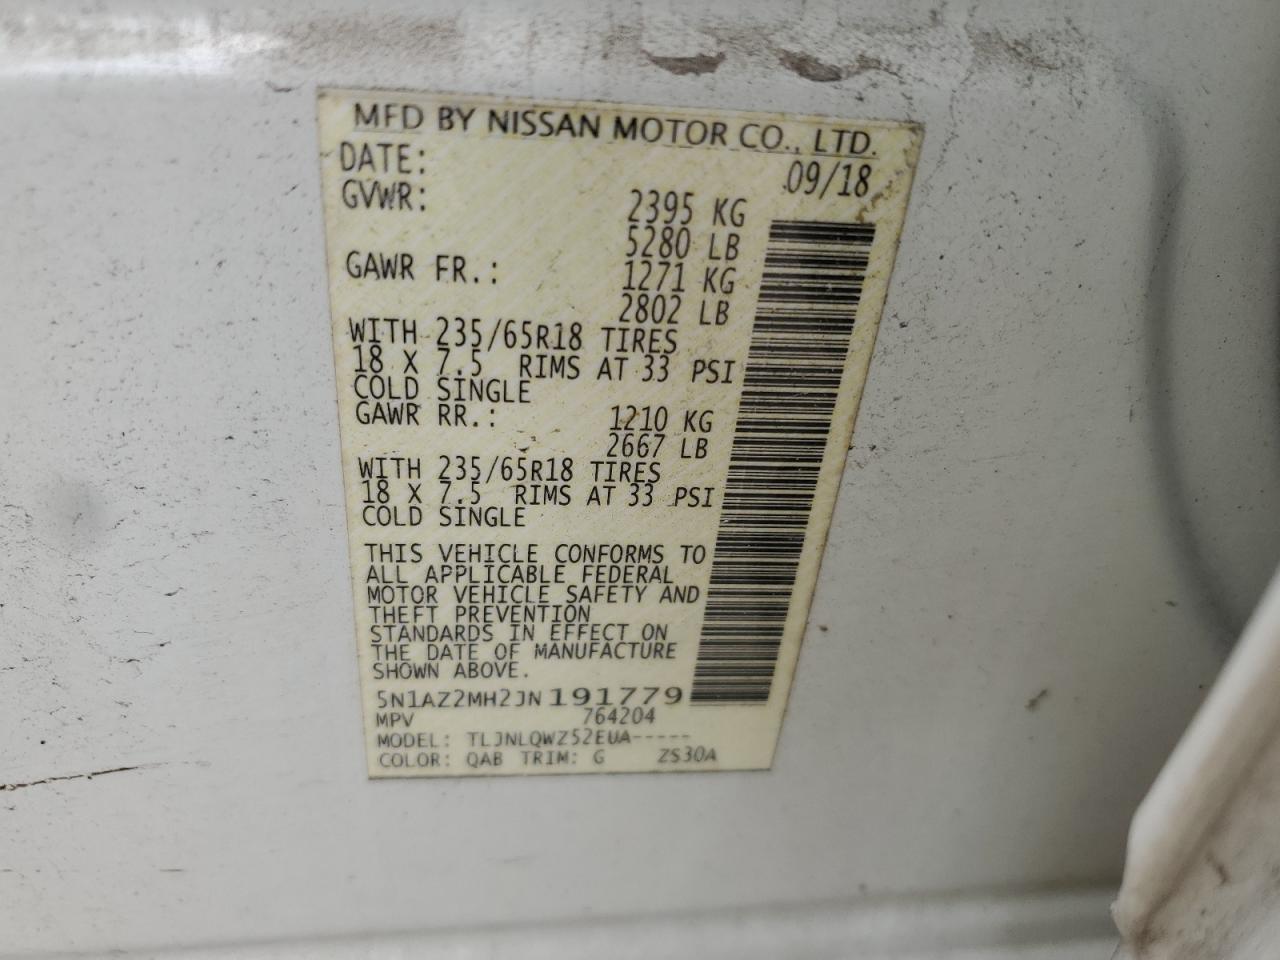 MFD BY NISSAN MOTOR CO., LTD.
DATE: 09/18
GVWR: 2395 KG
5280 LB
GAWR FR.: 1271 KG
2802 LB
WITH 235/65R18 TIRES
18 X 7.5 RIMS AT 33 PSI
COLD SINGLE
GAWR RR.: 1210 KG
2667 LB
WITH 235/65R18 TIRES
18 X 7.5 RIMS AT 33 PSI
COLD SINGLE
THIS VEHICLE CONFORMS TO
ALL APPLICABLE FEDERAL
MOTOR VEHICLE SAFETY AND
THEFT PREVENTION
STANDARDS IN EFFECT ON
THE DATE OF MANUFACTURE
SHOWN ABOVE.
5N1AZ2MH2JN191779
MPV 764204
MODEL: TLJNLQWZ52EUA-----
COLOR: QAB TRIM: G ZS30A